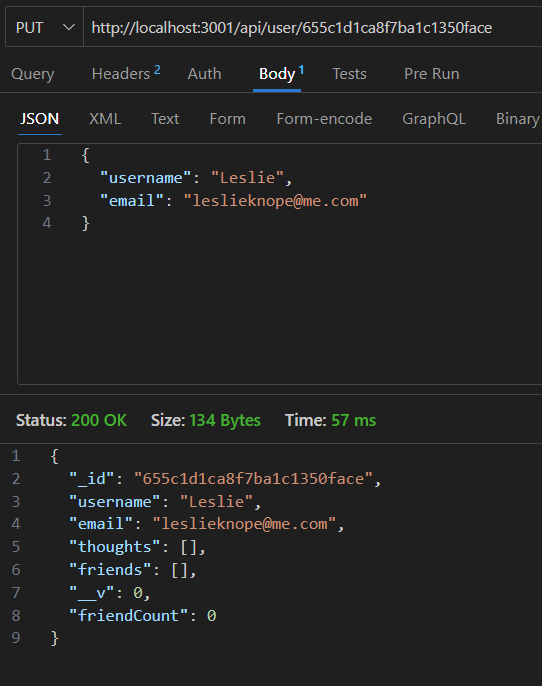 PUT http://localhost:3001/api/user/655c1d1ca8f7ba1c1350face
Query Headers 2 Auth Body 1 Tests Pre Run
JSON XML Text Form Form-encode GraphQL Binary
1 {
2 "username": "Leslie",
3 "email": "leslieknope@me.com"
4 }
Status: 200 OK Size: 134 Bytes Time: 57 ms
1 {
2 "_id": "655c1d1ca8f7ba1c1350face",
3 "username": "Leslie",
4 "email": "leslieknope@me.com",
5 "thoughts": [],
6 "friends": [],
7 "__v": 0,
8 "friendCount": 0
9 }